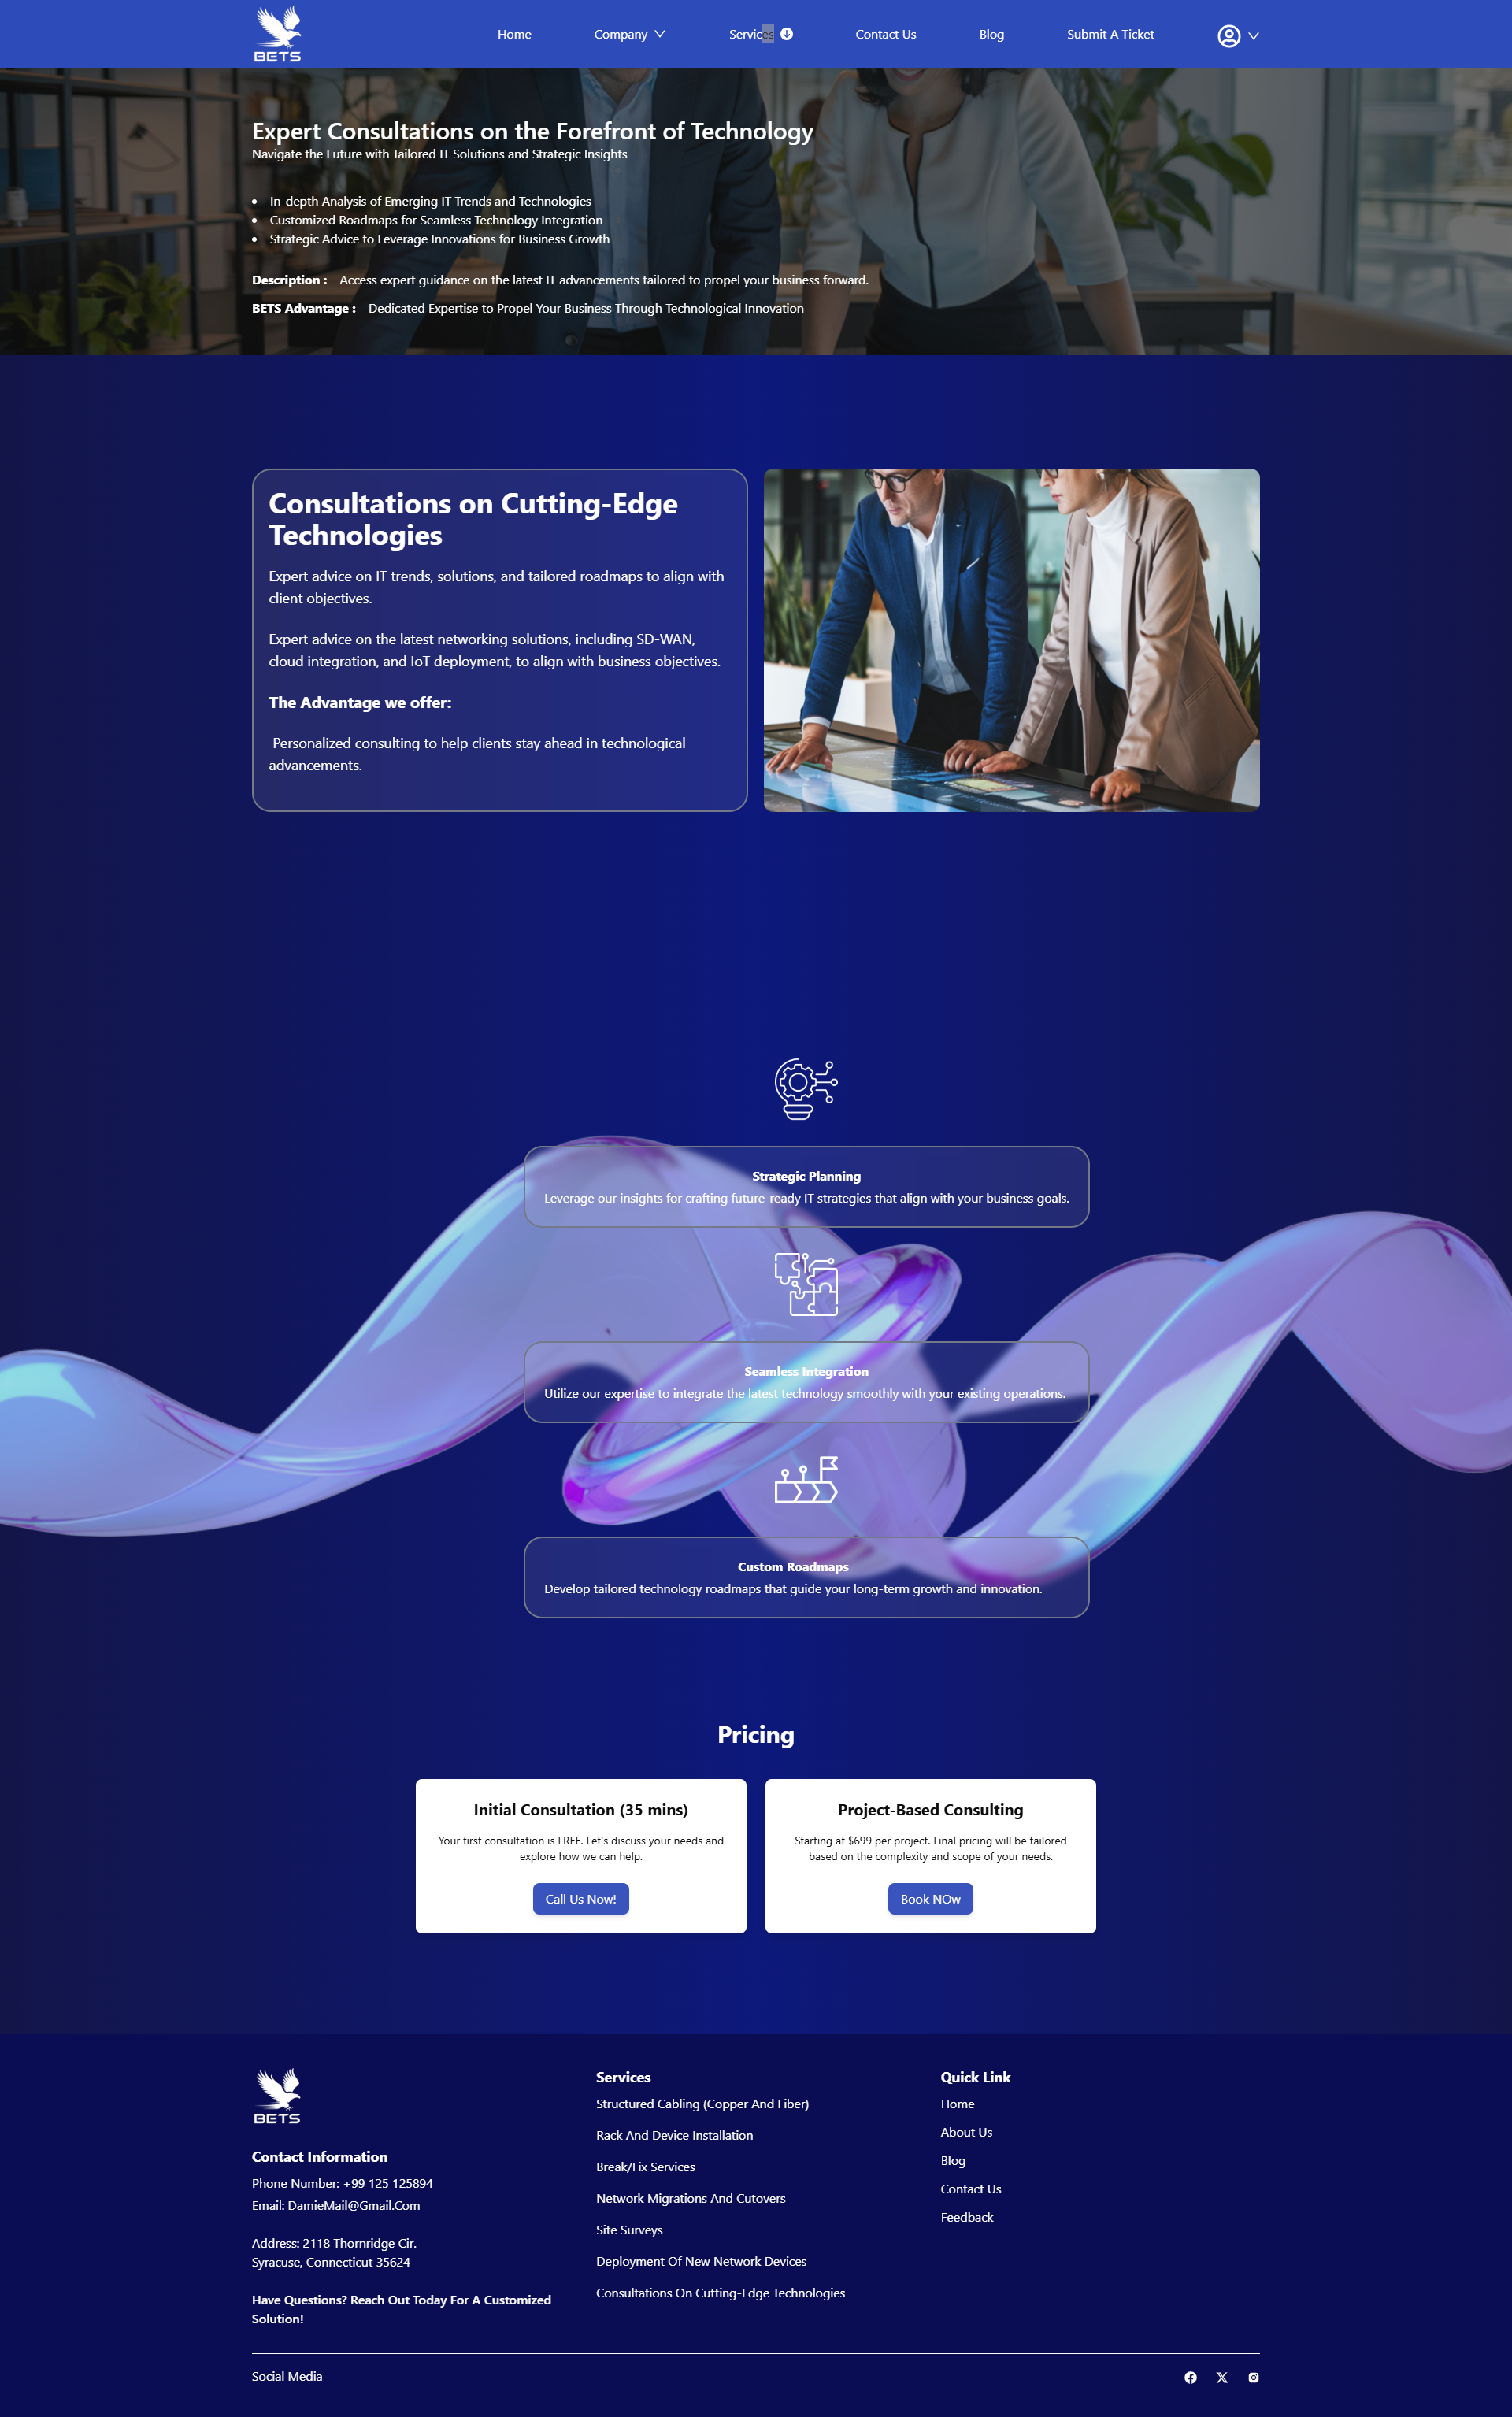 BETS
Home
Company
Services
Contact Us
Blog
Submit A Ticket
Expert Consultations on the Forefront of Technology
Navigate the Future with Tailored IT Solutions and Strategic Insights
In-depth Analysis of Emerging IT Trends and Technologies
Customized Roadmaps for Seamless Technology Integration
Strategic Advice to Leverage Innovations for Business Growth
Description : Access expert guidance on the latest IT advancements tailored to propel your business forward.
BETS Advantage : Dedicated Expertise to Propel Your Business Through Technological Innovation
Consultations on Cutting-Edge
Technologies
Expert advice on IT trends, solutions, and tailored roadmaps to align with
client objectives.
Expert advice on the latest networking solutions, including SD-WAN,
cloud integration, and IoT deployment, to align with business objectives.
The Advantage we offer:
Personalized consulting to help clients stay ahead in technological
advancements.
Strategic Planning
Leverage our insights for crafting future-ready IT strategies that align with your business goals.
Seamless Integration
Utilize our expertise to integrate the latest technology smoothly with your existing operations.
Custom Roadmaps
Develop tailored technology roadmaps that guide your long-term growth and innovation.
Pricing
Initial Consultation (35 mins)
Your first consultation is FREE. Let's discuss your needs and
explore how we can help.
Call Us Now!
Project-Based Consulting
Starting at $699 per project. Final pricing will be tailored
based on the complexity and scope of your needs.
Book NOw
BETS
Contact Information
Phone Number: +99 125 125894
Email: DamieMail@Gmail.Com
Address: 2118 Thornridge Cir.
Syracuse, Connecticut 35624
Have Questions? Reach Out Today For A Customized
Solution!
Services
Structured Cabling (Copper And Fiber)
Rack And Device Installation
Break/Fix Services
Network Migrations And Cutovers
Site Surveys
Deployment Of New Network Devices
Consultations On Cutting-Edge Technologies
Quick Link
Home
About Us
Blog
Contact Us
Feedback
Social Media